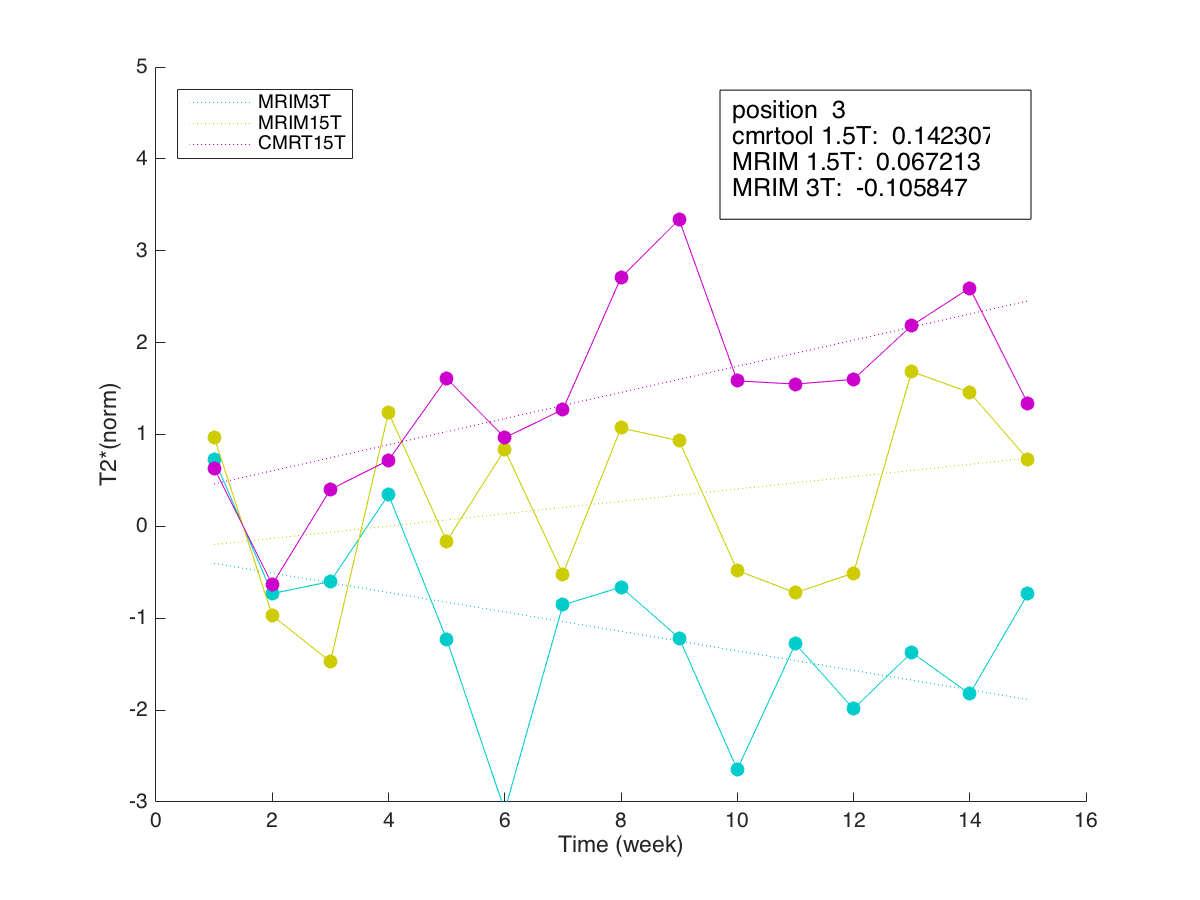 5
4
3
2
1
0
-1
-2
-3
0
2
4
6
8
10
12
14
16
T2*(norm)
Time (week)
MRIM3T
MRIM15T
CMRT15T
position  3
cmrtool 1.5T:  0.142307
MRIM 1.5T:  0.067213
MRIM 3T:  -0.105847